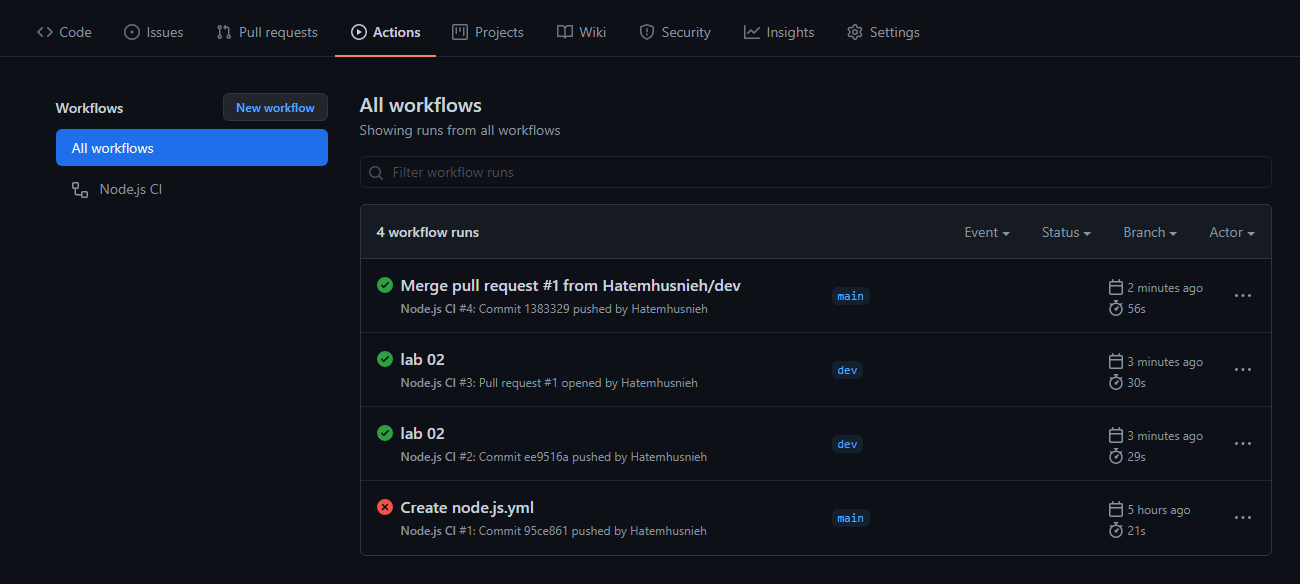 Code Issues Pull requests Actions Projects Wiki Security Insights Settings
Workflows
New workflow
All workflows
Node.js CI
All workflows
Showing runs from all workflows
Filter workflow runs
4 workflow runs Event Status Branch Actor
Merge pull request #1 from Hatemhusnieh/dev
Node.js CI #4: Commit 1383329 pushed by Hatemhusnieh
main
2 minutes ago
56s
lab 02
Node.js CI #3: Pull request #1 opened by Hatemhusnieh
dev
3 minutes ago
30s
lab 02
Node.js CI #2: Commit ee9516a pushed by Hatemhusnieh
dev
3 minutes ago
29s
Create node.js.yml
Node.js CI #1: Commit 95ce861 pushed by Hatemhusnieh
main
5 hours ago
21s